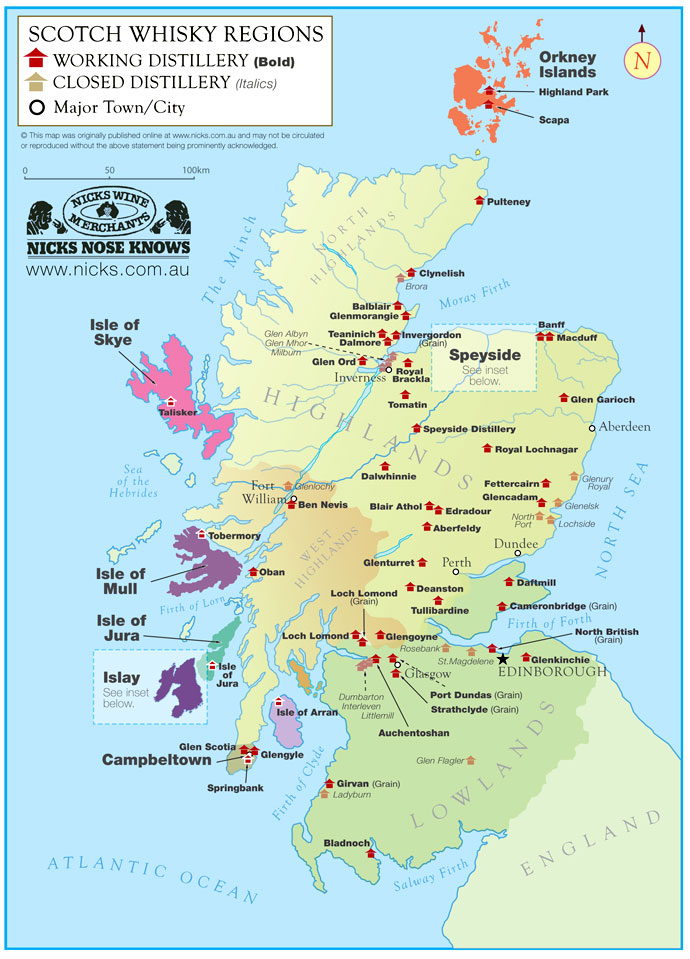 SCOTCH WHISKY REGIONS
WORKING DISTILLERY (Bold)
CLOSED DISTILLERY (Italics)
Major Town/City
© This map was originally published online at www.nicks.com.au and may not be circulated
or reproduced without the above statement being prominently acknowledged.
0 50 100km
NICKS WINE
MERCHANTS
NICKS NOSE KNOWS
www.nicks.com.au
N
Orkney
Islands
Highland Park
Scapa
Pulteney
NORTH
HIGHLANDS
The Minch
Clynelish
Brora
Moray Firth
Balblair
Glenmorangie
Teaninich
Dalmore
Invergordon
(Grain)
Glen Albyn
Glen Mhor
Milburn
Glen Ord
Inverness
Royal
Brackla
Tomatin
Speyside
See inset
below.
Banff
Macduff
Glen Garioch
Aberdeen
Isle of
Skye
Talisker
HIGHLANDS
Speyside Distillery
Royal Lochnagar
Sea of
the Hebrides
Dalwhinnie
Fettercairn
Glenury
Royal
Glencadam
Glenelsk
North
Port
Lochside
NORTH SEA
Fort
William
Glenlochy
Ben Nevis
Blair Athol
Edradour
Aberfeldy
WEST
HIGHLANDS
Tobermory
Isle of
Mull
Oban
Glenturret
Perth
Dundee
Deanston
Tullibardine
Daftmill
Cameronbridge (Grain)
Firth of Lorn
Isle of
Jura
Loch Lomond
(Grain)
Loch Lomond
Glengoyne
Firth of Forth
North British
(Grain)
Rosebank
St.Magdelene
Glenkinchie
EDINBOROUGH
Islay
See inset
below.
Isle
of
Jura
Glasgow
Dumbarton
Interleven
Littlemill
Port Dundas (Grain)
Strathclyde (Grain)
Auchentoshan
Isle of Arran
Glen Scotia
Glengyle
Campbeltown
Springbank
Firth of Clyde
Glen Flagler
Girvan (Grain)
Ladyburn
LOWLANDS
Bladnoch
Salway Firth
ENGLAND
ATLANTIC OCEAN